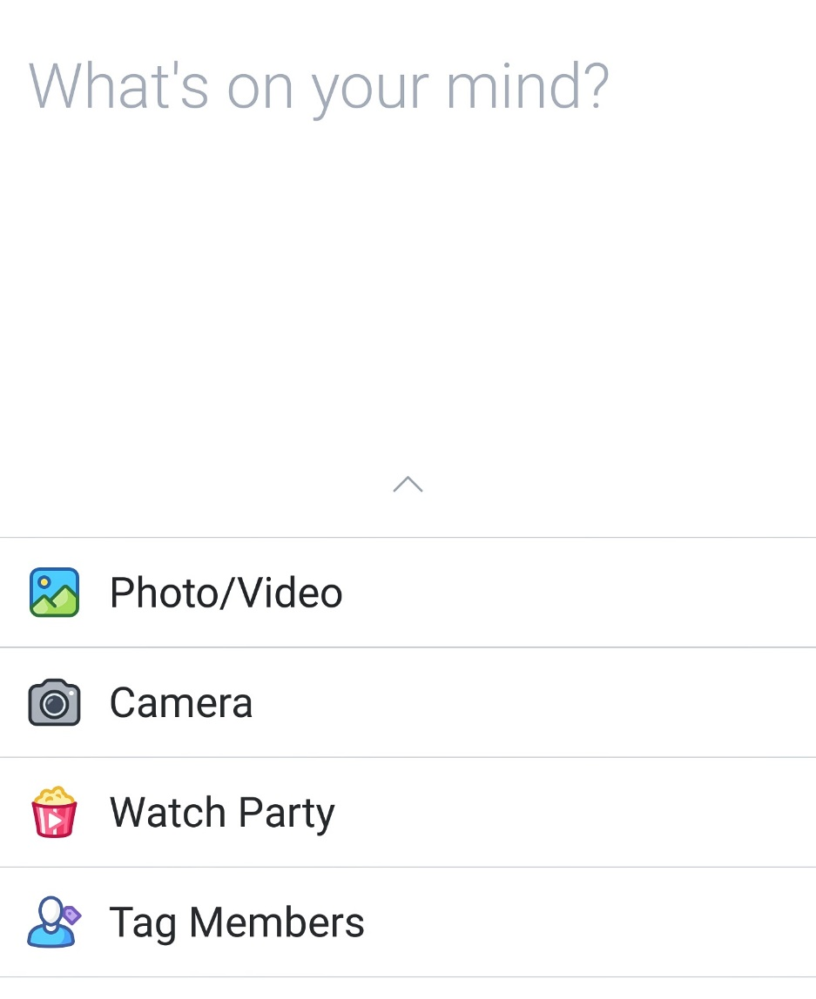 What's on your mind?
Photo/Video
Camera
Watch Party
Tag Members